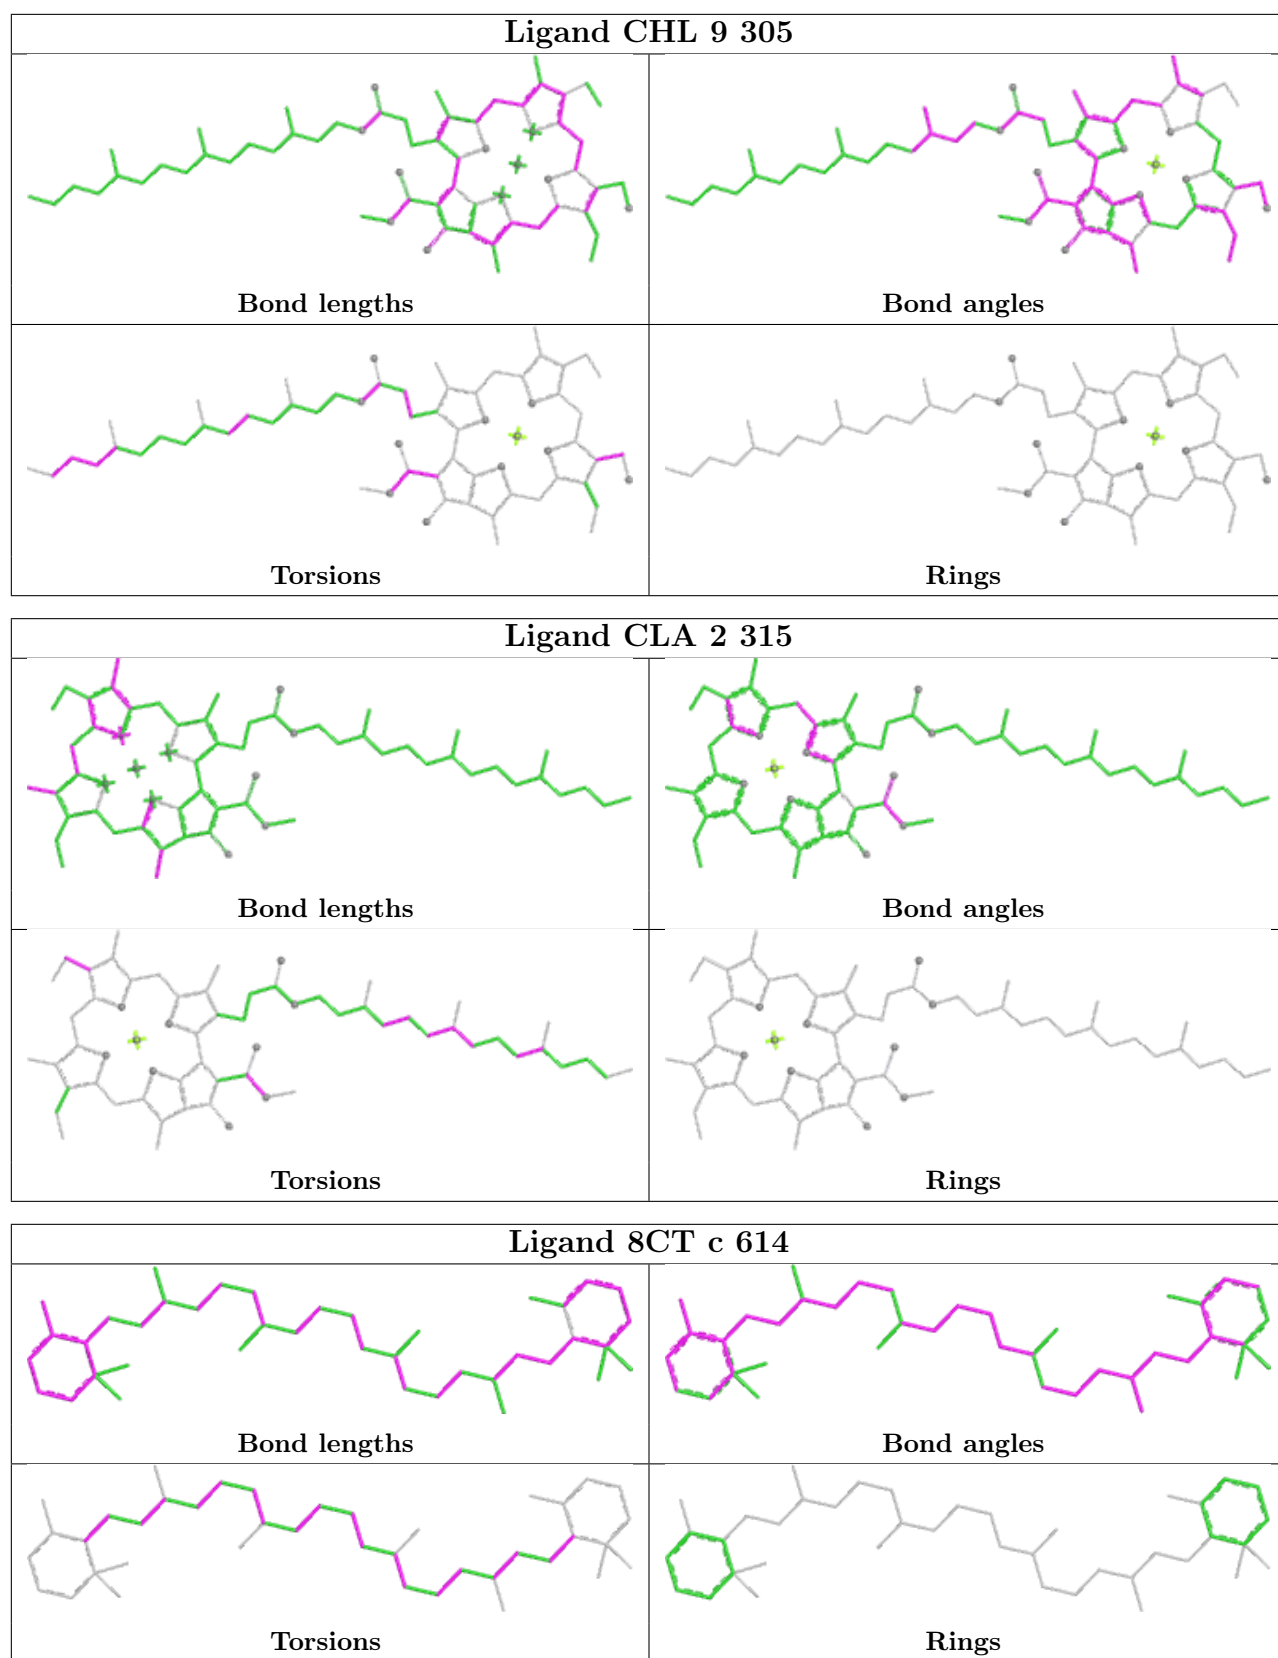 Ligand CHL 9 305
Bond lengths
Bond angles
Torsions
Rings
Ligand CLA 2 315
Bond lengths
Bond angles
Torsions
Rings
Ligand 8CT c 614
Bond lengths
Bond angles
Torsions
Rings